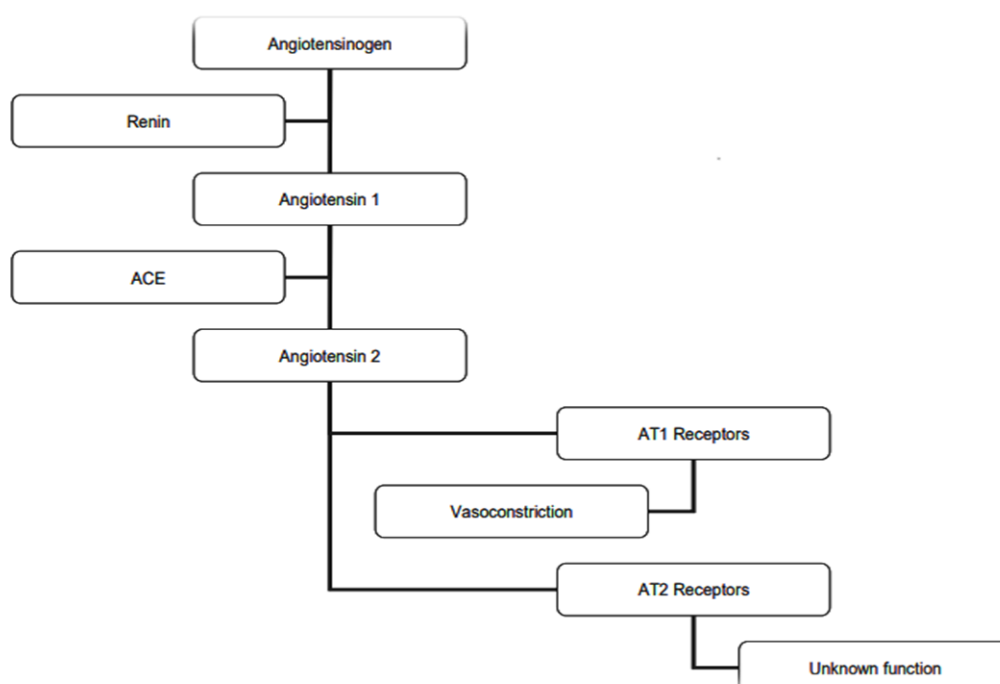 Angiotensinogen
Renin
Angiotensin 1
ACE
Angiotensin 2
AT1 Receptors
Vasoconstriction
AT2 Receptors
Unknown function